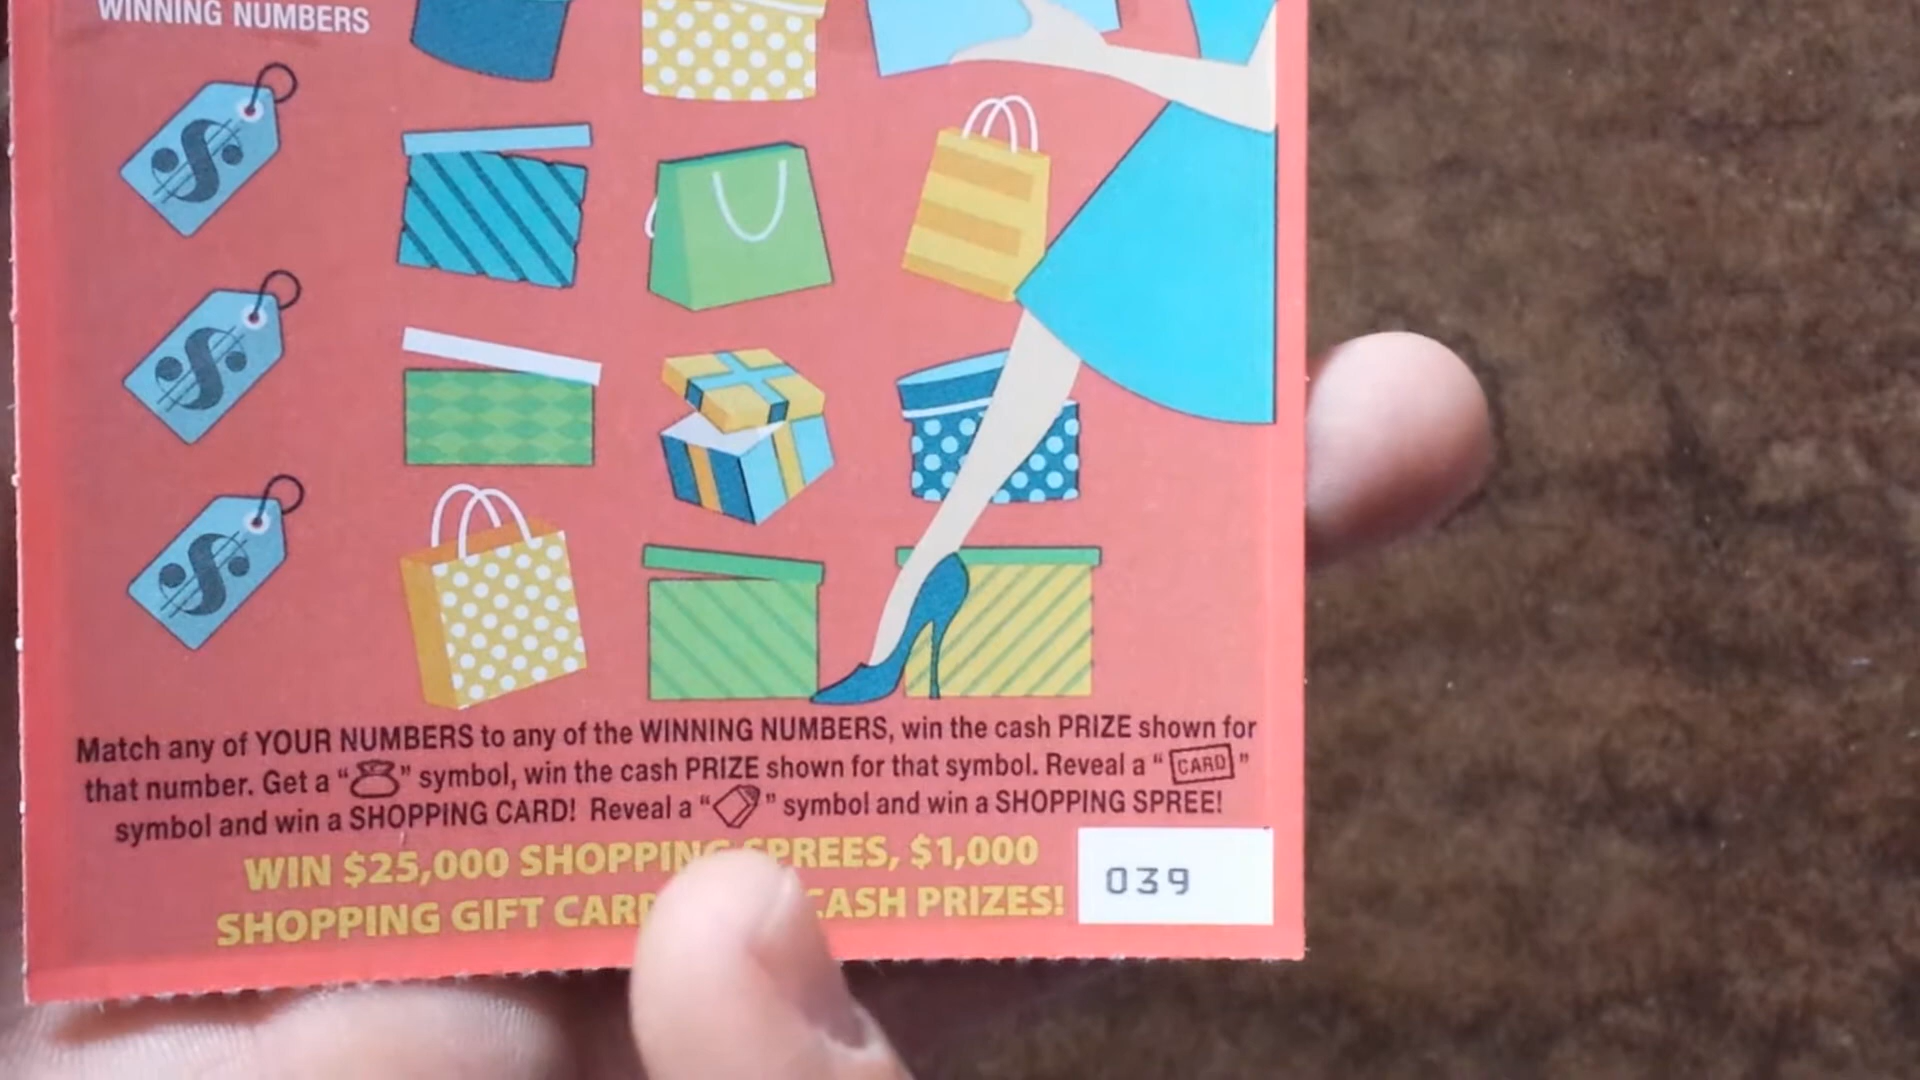 WINNING NUMBERS
Match any of YOUR NUMBERS to any of the WINNING NUMBERS, win the cash PRIZE shown for
that number. Get a “ ” symbol, win the cash PRIZE shown for that symbol. Reveal a “ CARD ”
symbol and win a SHOPPING CARD! Reveal a “ ” symbol and win a SHOPPING SPREE!
WIN $25,000 SHOPPING SPREES, $1,000
SHOPPING GIFT CASH PRIZES!
039